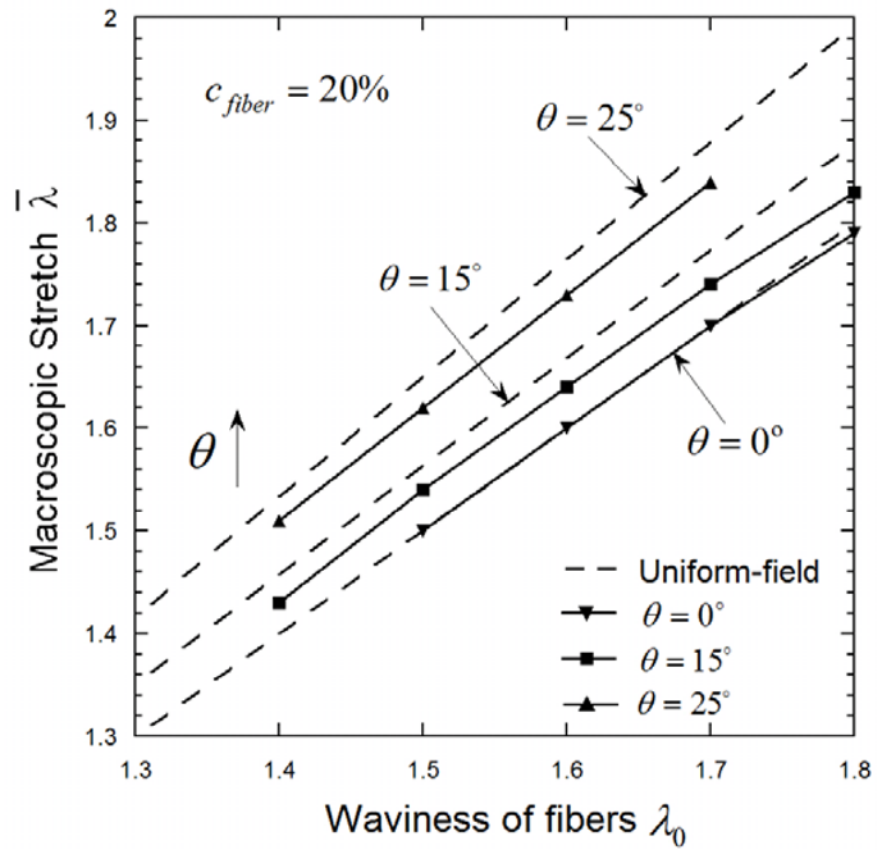 2
1.9
1.8
1.7
1.6
1.5
1.4
1.3
1.3 1.4 1.5 1.6 1.7 1.8
Macroscopic Stretch λ̄
Waviness of fibers λ₀
c_fiber = 20%
θ = 25°
θ = 15°
θ
θ = 0°
Uniform-field
θ = 0°
θ = 15°
θ = 25°